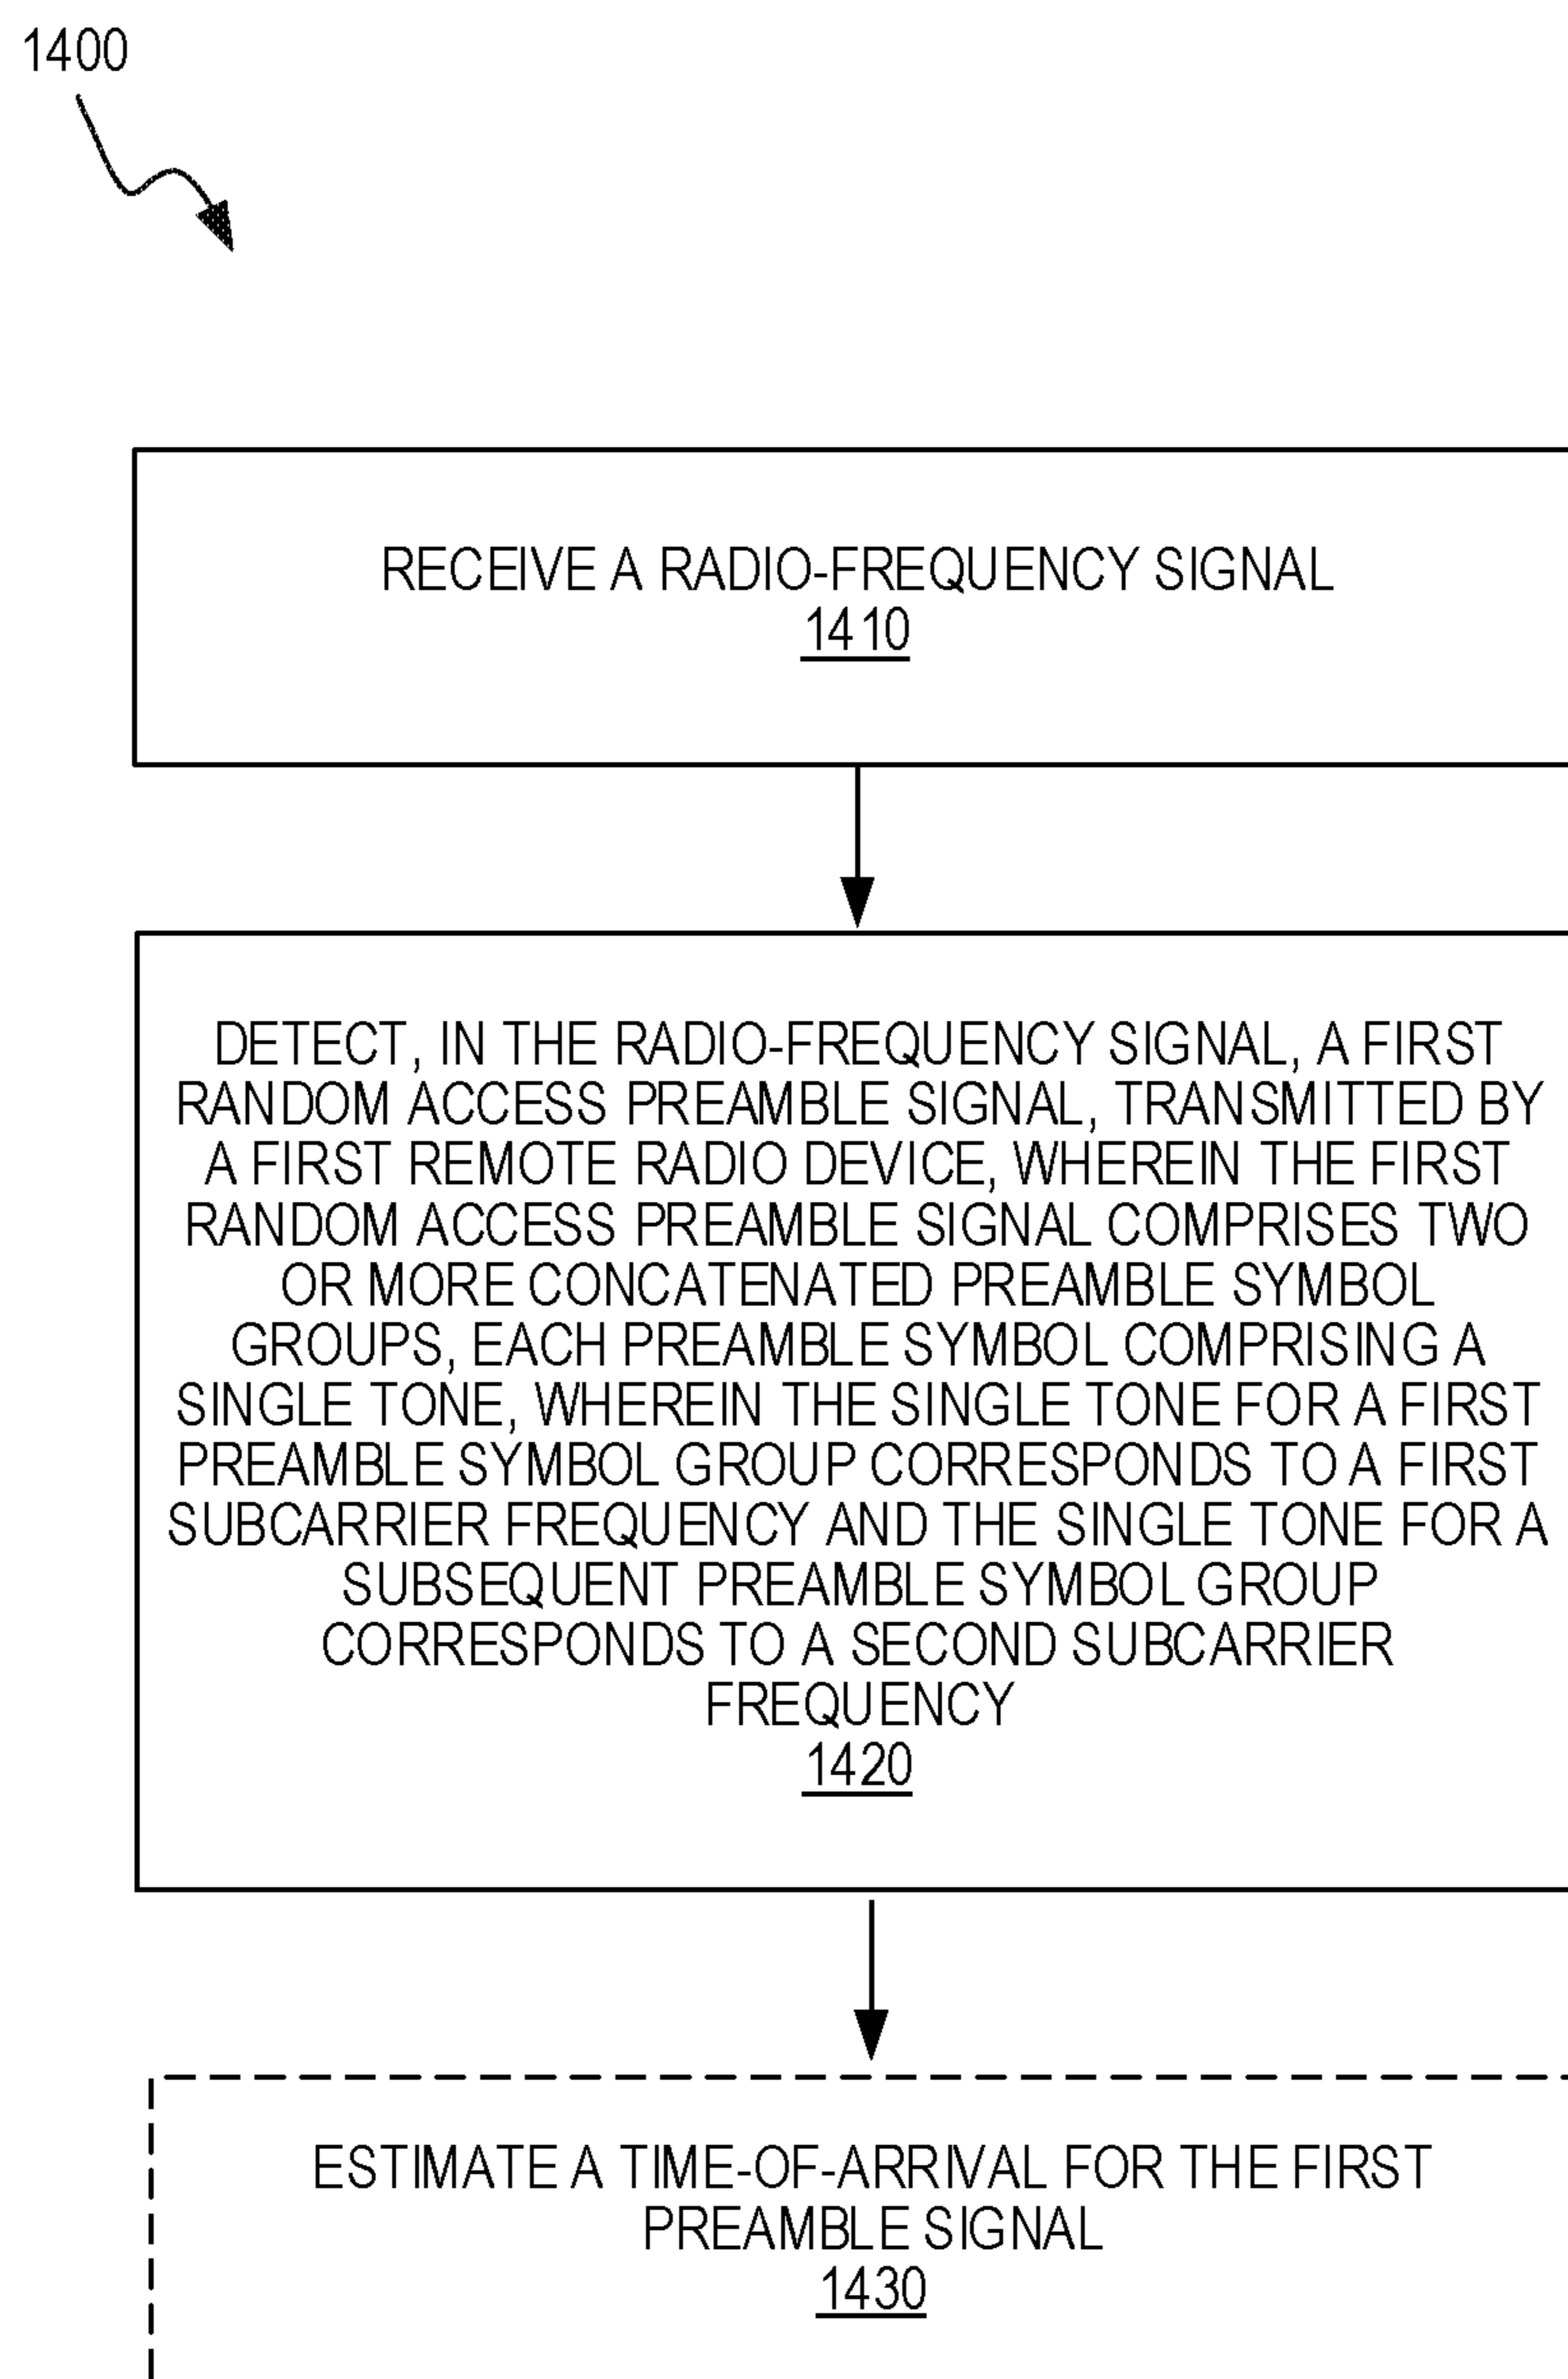 1400
RECEIVE A RADIO-FREQUENCY SIGNAL
1410
DETECT, IN THE RADIO-FREQUENCY SIGNAL, A FIRST
RANDOM ACCESS PREAMBLE SIGNAL, TRANSMITTED BY
A FIRST REMOTE RADIO DEVICE, WHEREIN THE FIRST
RANDOM ACCESS PREAMBLE SIGNAL COMPRISES TWO
OR MORE CONCATENATED PREAMBLE SYMBOL
GROUPS, EACH PREAMBLE SYMBOL COMPRISING A
SINGLE TONE, WHEREIN THE SINGLE TONE FOR A FIRST
PREAMBLE SYMBOL GROUP CORRESPONDS TO A FIRST
SUBCARRIER FREQUENCY AND THE SINGLE TONE FOR A
SUBSEQUENT PREAMBLE SYMBOL GROUP
CORRESPONDS TO A SECOND SUBCARRIER
FREQUENCY
1420
ESTIMATE A TIME-OF-ARRIVAL FOR THE FIRST
PREAMBLE SIGNAL
1430